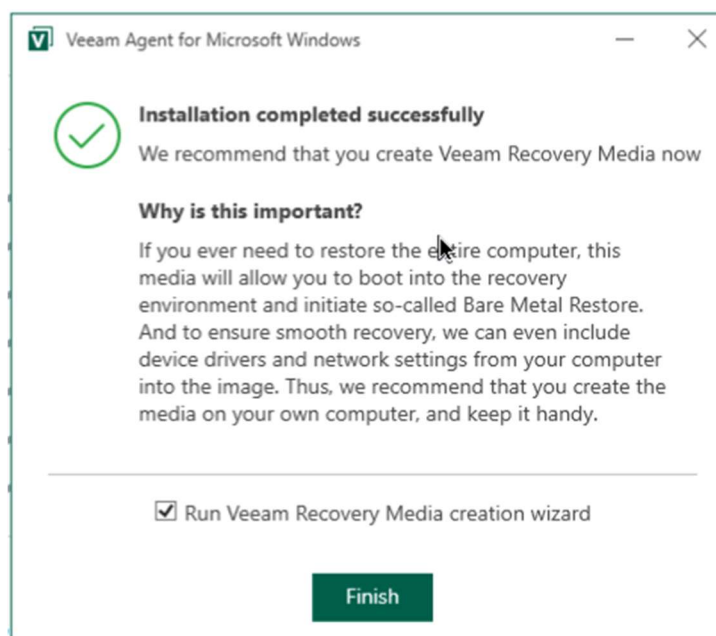 Veeam Agent for Microsoft Windows
Installation completed successfully
We recommend that you create Veeam Recovery Media now
Why is this important?
If you ever need to restore the entire computer, this
media will allow you to boot into the recovery
environment and initiate so-called Bare Metal Restore.
And to ensure smooth recovery, we can even include
device drivers and network settings from your computer
into the image. Thus, we recommend that you create the
media on your own computer, and keep it handy.
Run Veeam Recovery Media creation wizard
Finish